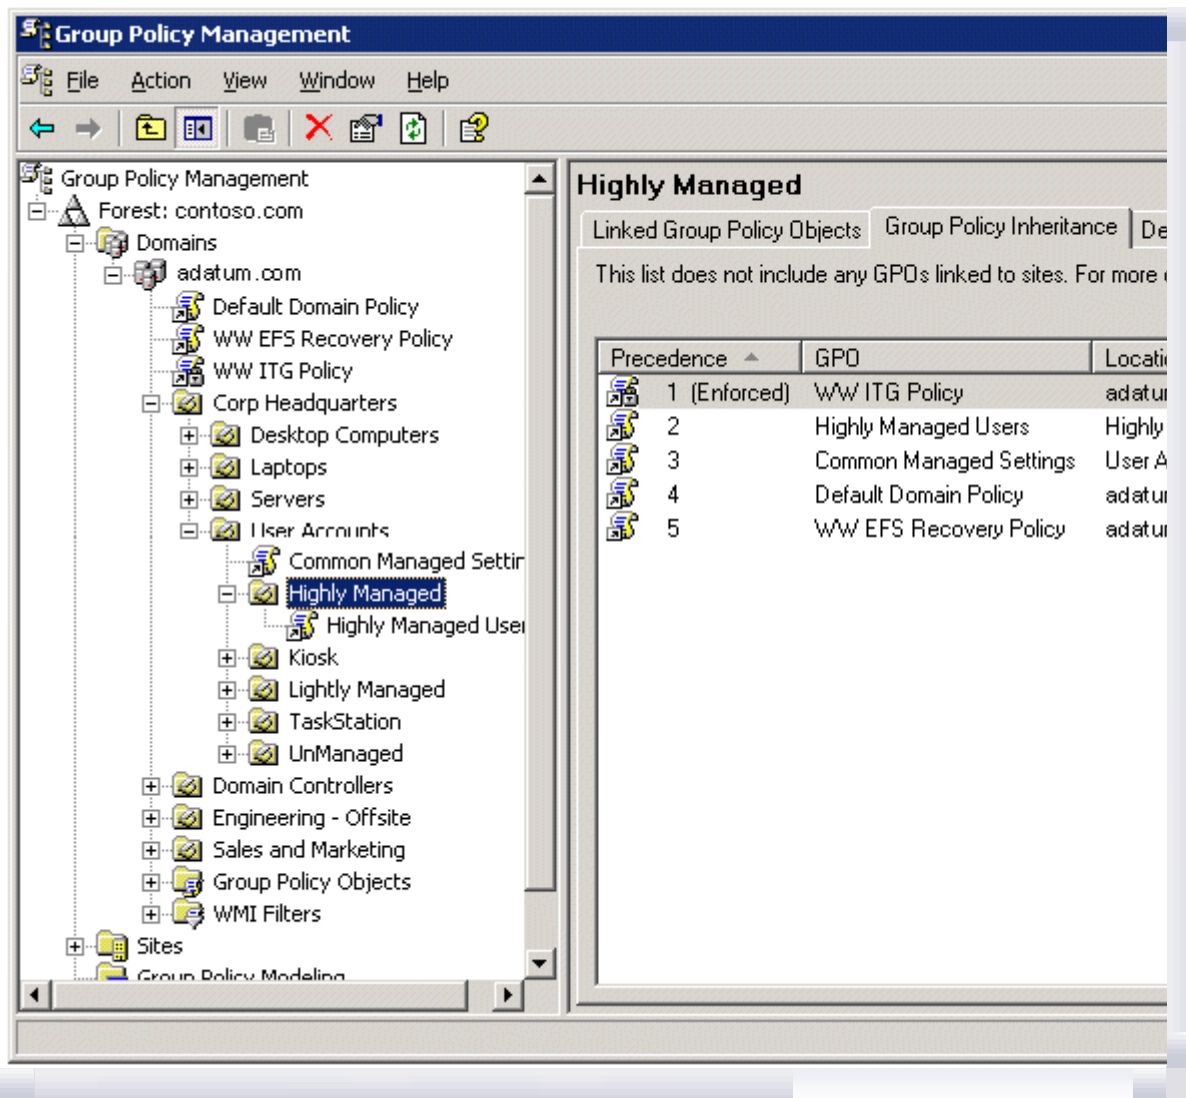 Group Policy Management
File Action View Window Help
Group Policy Management
Forest: contoso.com
Domains
adatum.com
Default Domain Policy
WW EFS Recovery Policy
WW ITG Policy
Corp Headquarters
Desktop Computers
Laptops
Servers
User Accounts
Common Managed Settin
Highly Managed
Highly Managed User
Kiosk
Lightly Managed
TaskStation
UnManaged
Domain Controllers
Engineering - Offsite
Sales and Marketing
Group Policy Objects
WMI Filters
Sites
Group Policy Modeling
Highly Managed
Linked Group Policy Objects Group Policy Inheritance De
This list does not include any GPOs linked to sites. For more
Precedence GPO Locati
1 (Enforced) WW ITG Policy adatu
2 Highly Managed Users Highly
3 Common Managed Settings User A
4 Default Domain Policy adatu
5 WW EFS Recovery Policy adatu